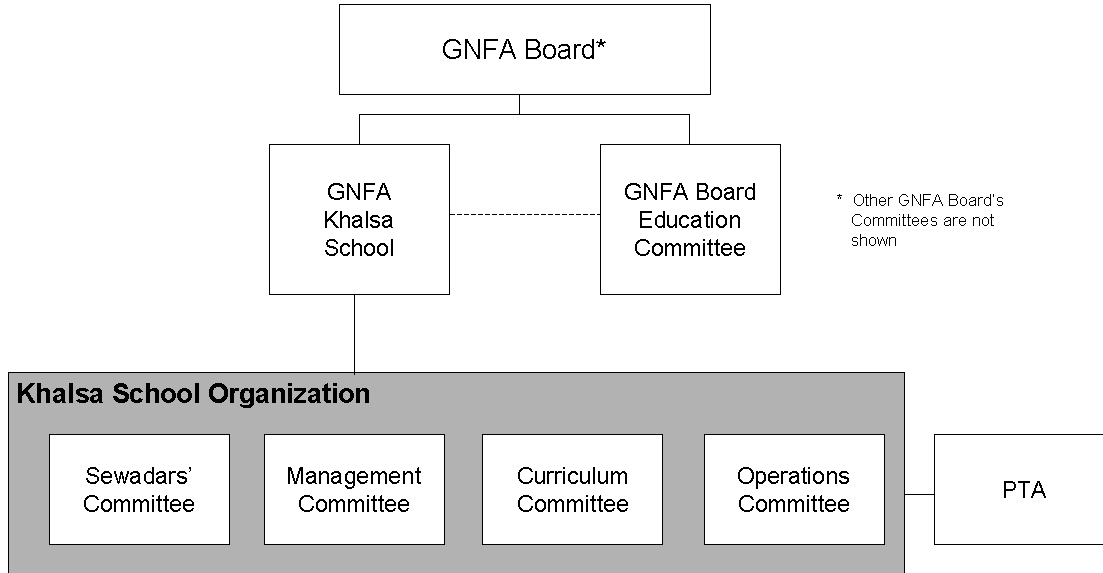 GNFA Board*
GNFA
Khalsa
School
GNFA Board
Education
Committee
* Other GNFA Board's
Committees are not
shown
Khalsa School Organization
Sewadars'
Committee
Management
Committee
Curriculum
Committee
Operations
Committee
PTA